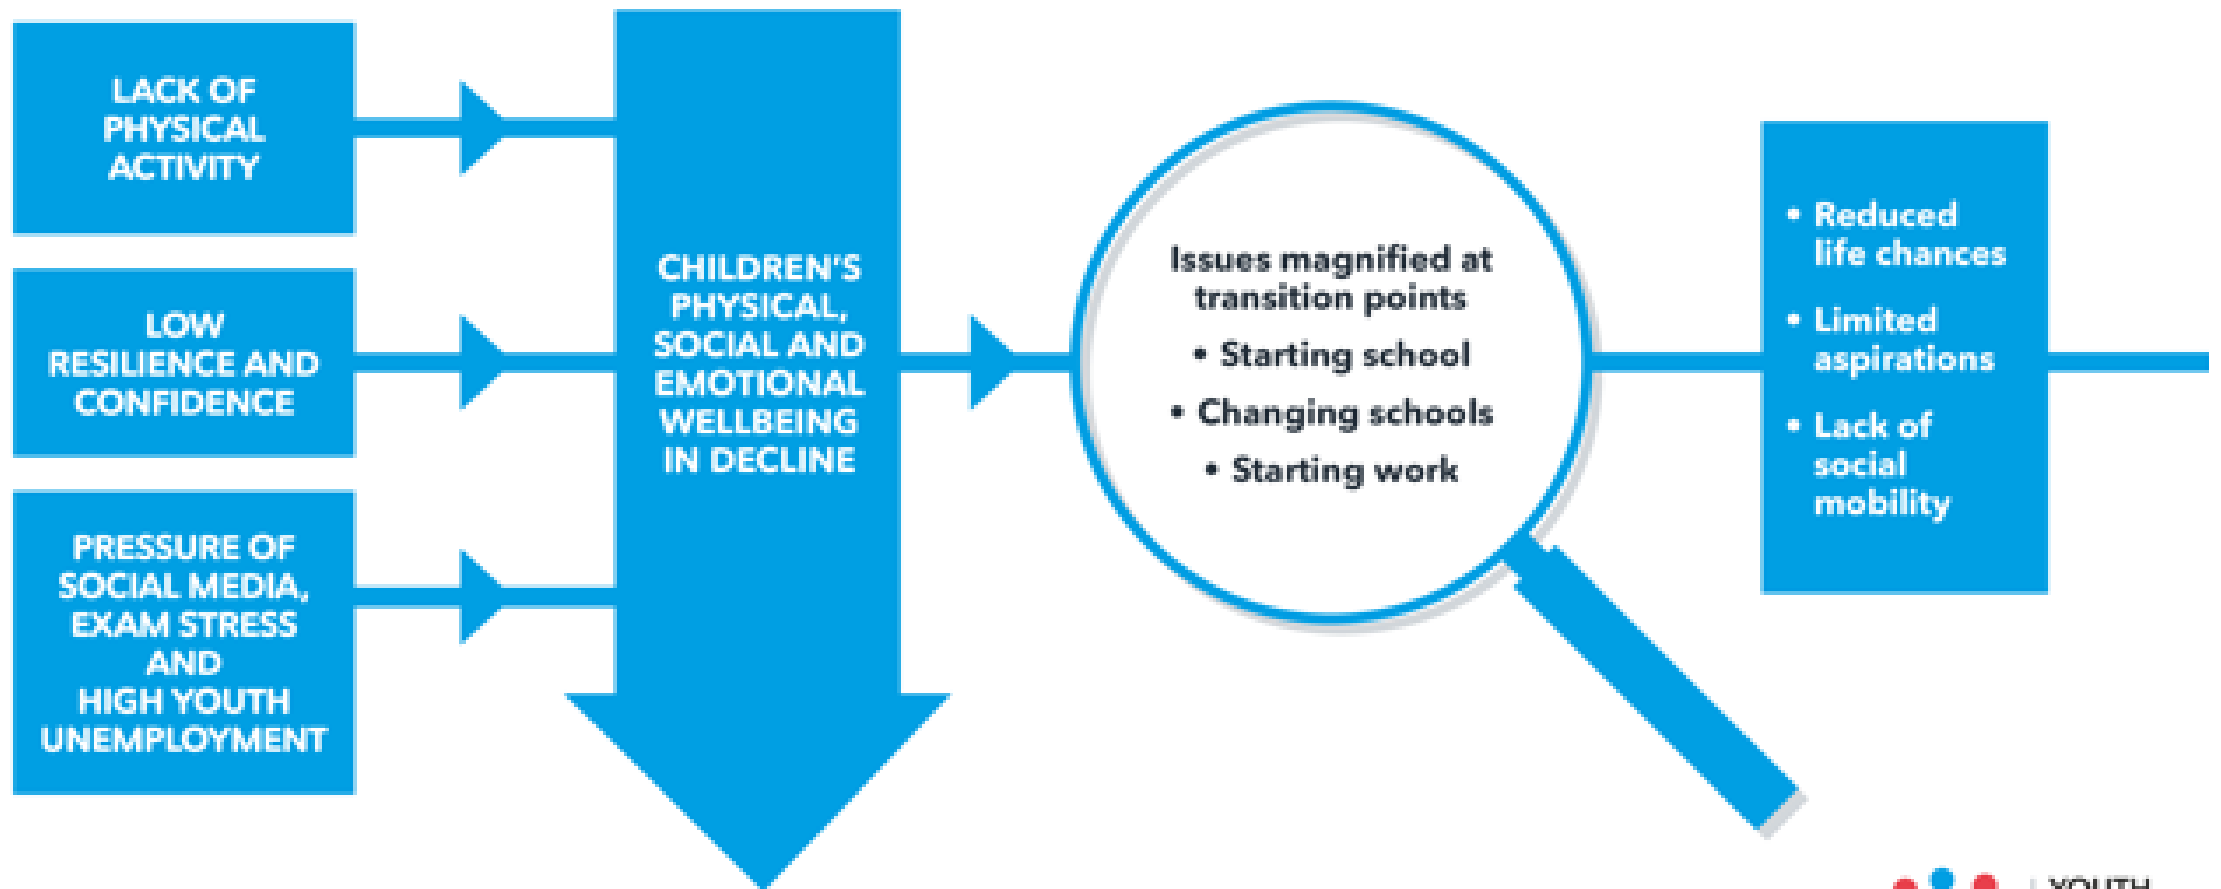 LACK OF
PHYSICAL
ACTIVITY
LOW
RESILIENCE AND
CONFIDENCE
PRESSURE OF
SOCIAL MEDIA,
EXAM STRESS
AND
HIGH YOUTH
UNEMPLOYMENT
CHILDREN'S
PHYSICAL,
SOCIAL AND
EMOTIONAL
WELLBEING
IN DECLINE
Issues magnified at
transition points
• Starting school
• Changing schools
• Starting work
• Reduced
life chances
• Limited
aspirations
• Lack of
social
mobility
YOUTH